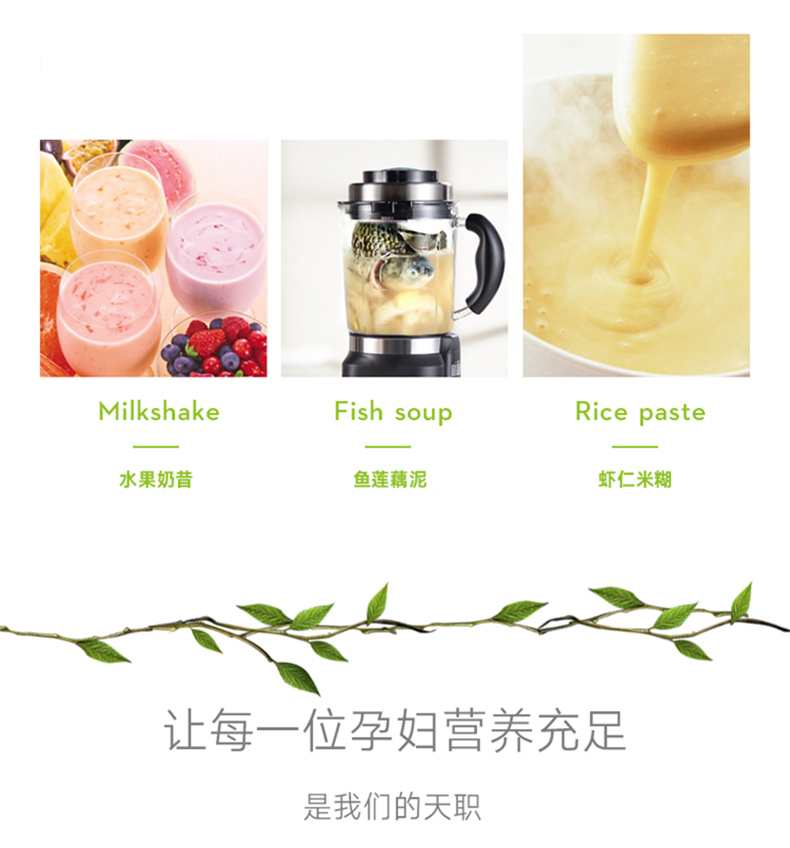 Milkshake
水果奶昔
Fish soup
鱼莲藕泥
Rice paste
虾仁米糊
让每一位孕妇营养充足
是我们的天职